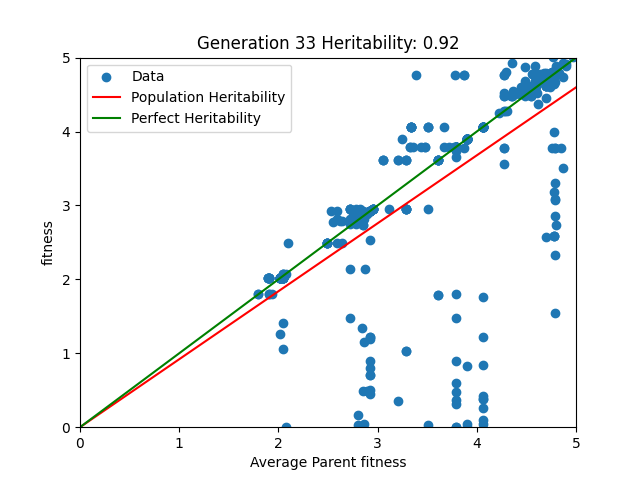 Generation 33 Heritability: 0.92
Data
Population Heritability
Perfect Heritability
fitness
5
4
3
2
1
0
0 1 2 3 4 5
Average Parent fitness